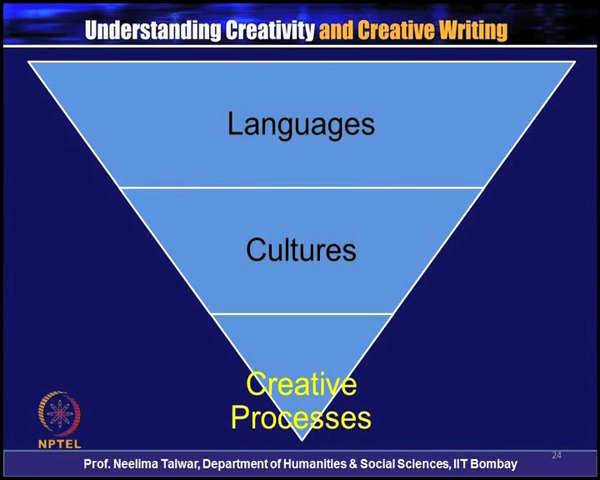 Understanding Creativity and Creative Writing
Languages
Cultures
Creative
Processes
NPTEL
24
Prof. Neelima Talwar, Department of Humanities & Social Sciences, IIT Bombay